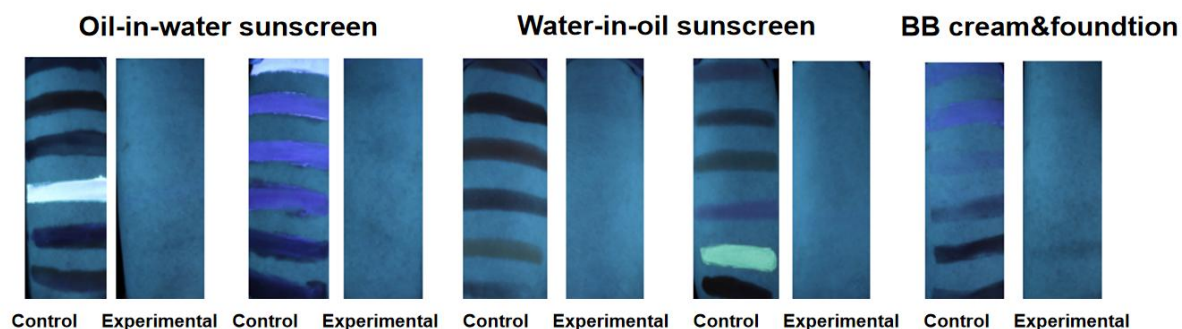 Oil-in-water sunscreen
Water-in-oil sunscreen
BB cream&foundtion
Control Experimental Control Experimental Control Experimental Control Experimental Control Experimental